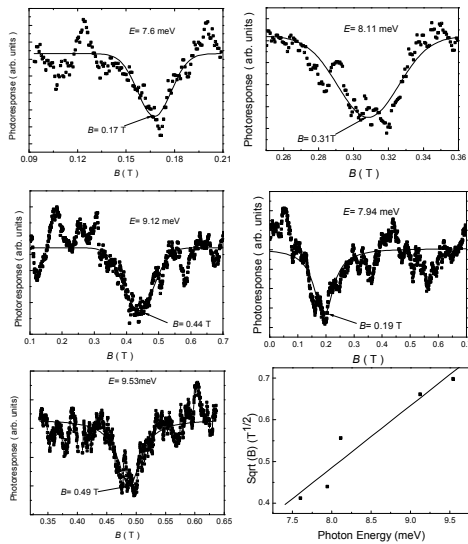 E = 7.6 meV
B= 0.17 T
Photoresponse ( arb. units )
0.09 0.12 0.15 0.18 0.21
B (T)
E = 8.11 meV
B= 0.31T
Photoresponse ( arb. units )
0.26 0.28 0.30 0.32 0.34 0.36
B (T)
E = 9.12 meV
B= 0.44 T
Photoresponse ( arb. units )
0.1 0.2 0.3 0.4 0.5 0.6 0.7
B ( T)
E = 7.94 meV
B= 0.19 T
Photoresponse ( arb. units )
0.0 0.1 0.2 0.3 0.4 0.5 0.6
B ( T)
E = 9.53meV
B= 0.49 T
Photoresponse ( arb. units )
0.35 0.40 0.45 0.50 0.55 0.60 0.65
B ( T )
0.7
0.6
0.5
0.4
Sqrt (B) (T^1/2)
7.5 8.0 8.5 9.0 9.5
Photon Energy (meV)